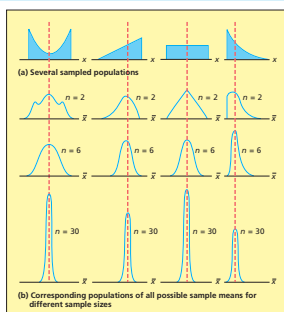 x x x x
(a) Several sampled populations
n = 2 n = 2 n = 2 n = 2
x̄ x̄ x̄ x̄
n = 6 n = 6 n = 6 n = 6
x̄ x̄ x̄ x̄
n = 30 n = 30 n = 30 n = 30
x̄ x̄ x̄ x̄
(b) Corresponding populations of all possible sample means for
different sample sizes